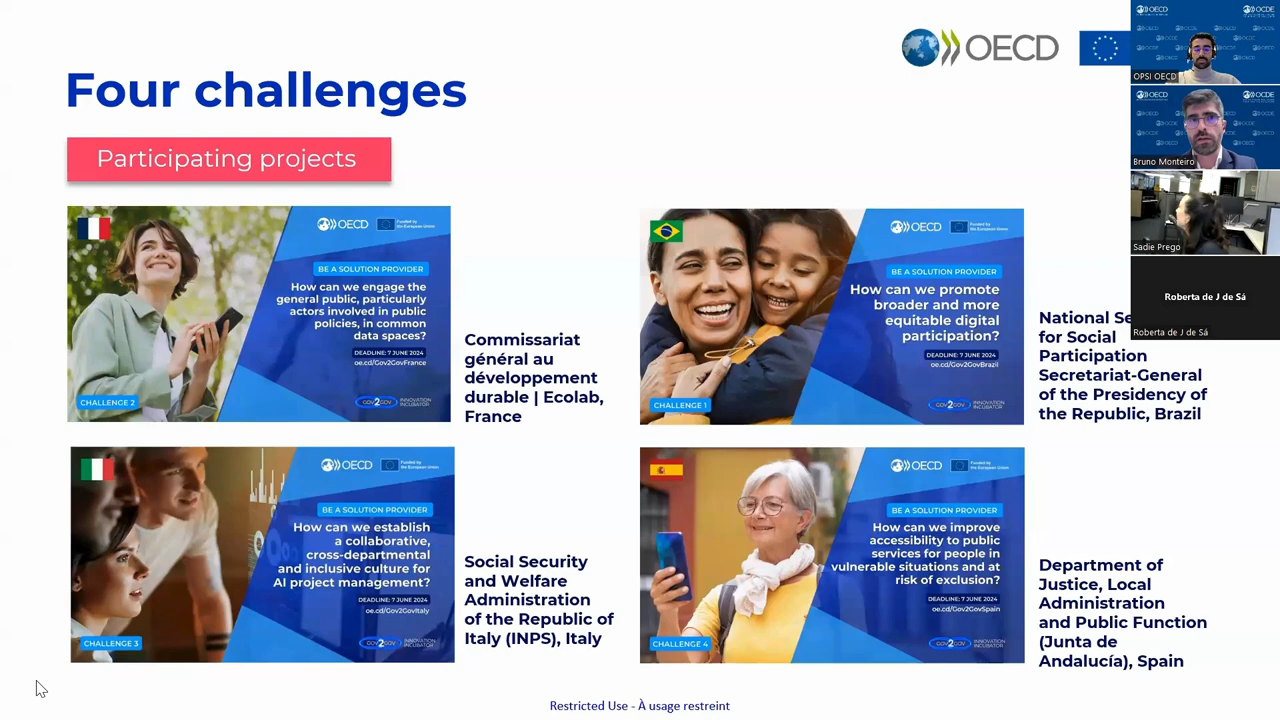 Four challenges
Participating projects
OECD
OECD
Funded by
the European Union
BE A SOLUTION PROVIDER
How can we engage the
general public, particularly
actors involved in public
policies, in common
data spaces?
DEADLINE: 7 JUNE 2024
oe.cd/Gov2GovFrance
CHALLENGE 2
GOV2GOV INNOVATION
INCUBATOR
Commissariat
général au
développement
durable | Ecolab,
France
OECD
Funded by
the European Union
BE A SOLUTION PROVIDER
How can we promote
broader and more
equitable digital
participation?
DEADLINE: 7 JUNE 2024
oe.cd/Gov2GovBrazil
CHALLENGE 1
GOV2GOV INNOVATION
INCUBATOR
National Se
for Social
Participation
Secretariat-General
of the Presidency of
the Republic, Brazil
OECD
Funded by
the European Union
BE A SOLUTION PROVIDER
How can we establish
a collaborative,
cross-departmental
and inclusive culture for
AI project management?
DEADLINE: 7 JUNE 2024
oe.cd/Gov2GovItaly
CHALLENGE 3
GOV2GOV INNOVATION
INCUBATOR
Social Security
and Welfare
Administration
of the Republic of
Italy (INPS), Italy
OECD
Funded by
the European Union
BE A SOLUTION PROVIDER
How can we improve
accessibility to public
services for people in
vulnerable situations and at
risk of exclusion?
DEADLINE: 7 JUNE 2024
oe.cd/Gov2GovSpain
CHALLENGE 4
GOV2GOV INNOVATION
INCUBATOR
Department of
Justice, Local
Administration
and Public Function
(Junta de
Andalucía), Spain
Restricted Use - À usage restreint
OECD
OCDE
OPSI OECD
OECD
OCDE
Bruno Monteiro
Sadie Prego
Roberta de J de Sá
Roberta de J de Sá